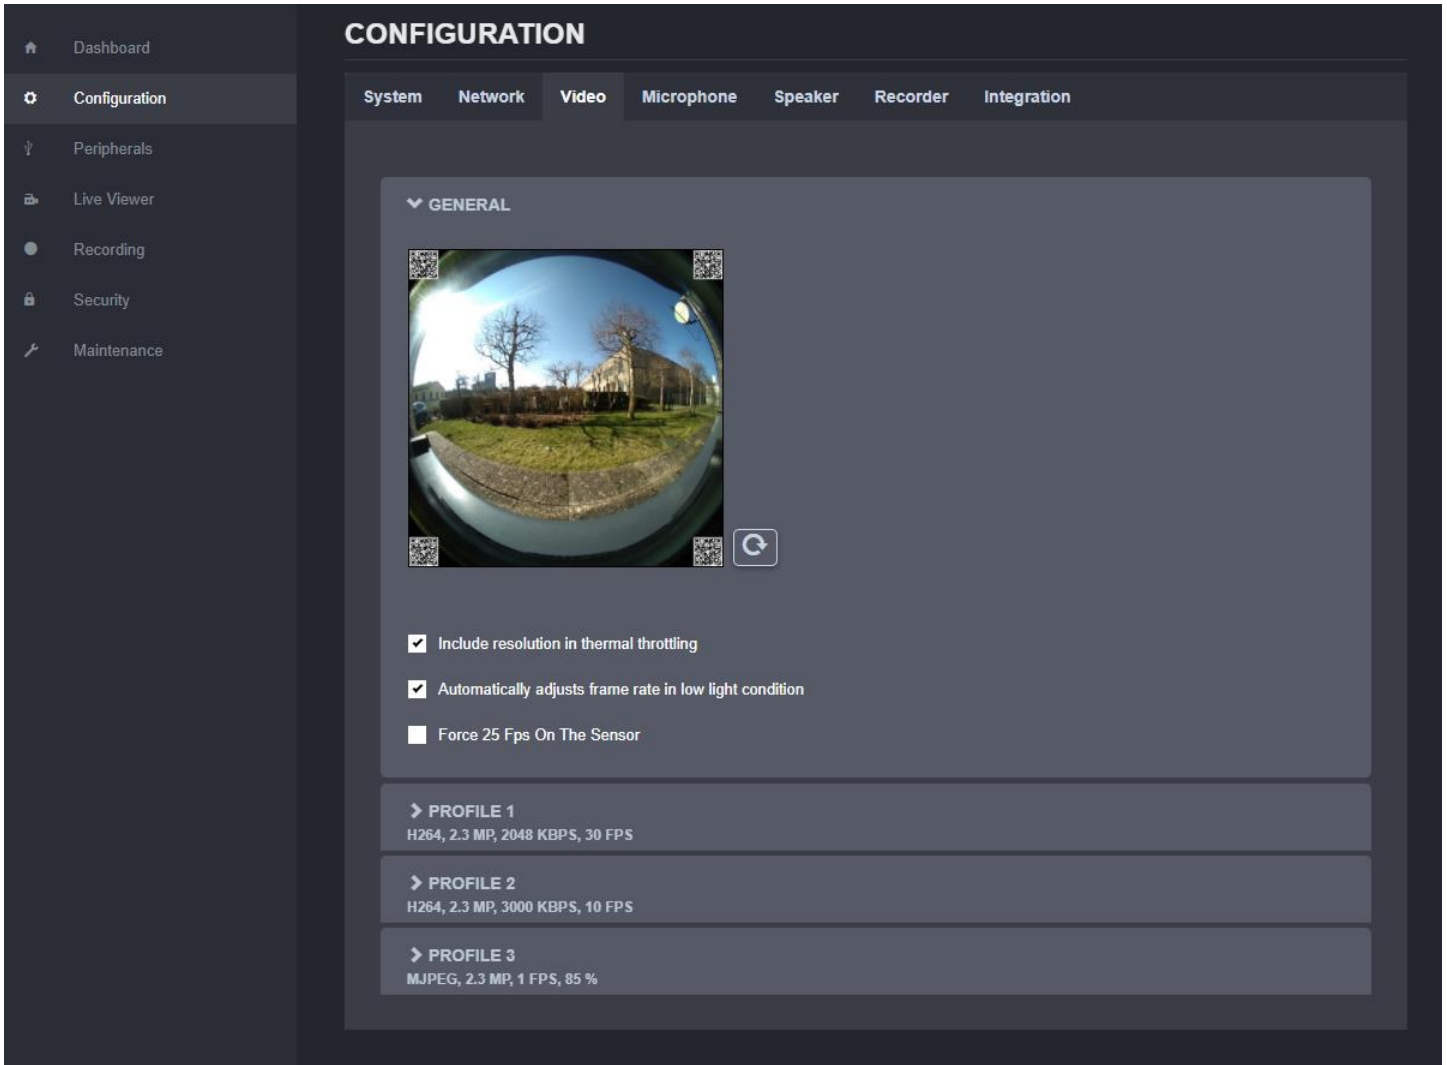 Dashboard
Configuration
Peripherals
Live Viewer
Recording
Security
Maintenance
CONFIGURATION
System Network Video Microphone Speaker Recorder Integration
GENERAL
Include resolution in thermal throttling
Automatically adjusts frame rate in low light condition
Force 25 Fps On The Sensor
PROFILE 1
H264, 2.3 MP, 2048 KBPS, 30 FPS
PROFILE 2
H264, 2.3 MP, 3000 KBPS, 10 FPS
PROFILE 3
MJPEG, 2.3 MP, 1 FPS, 85 %